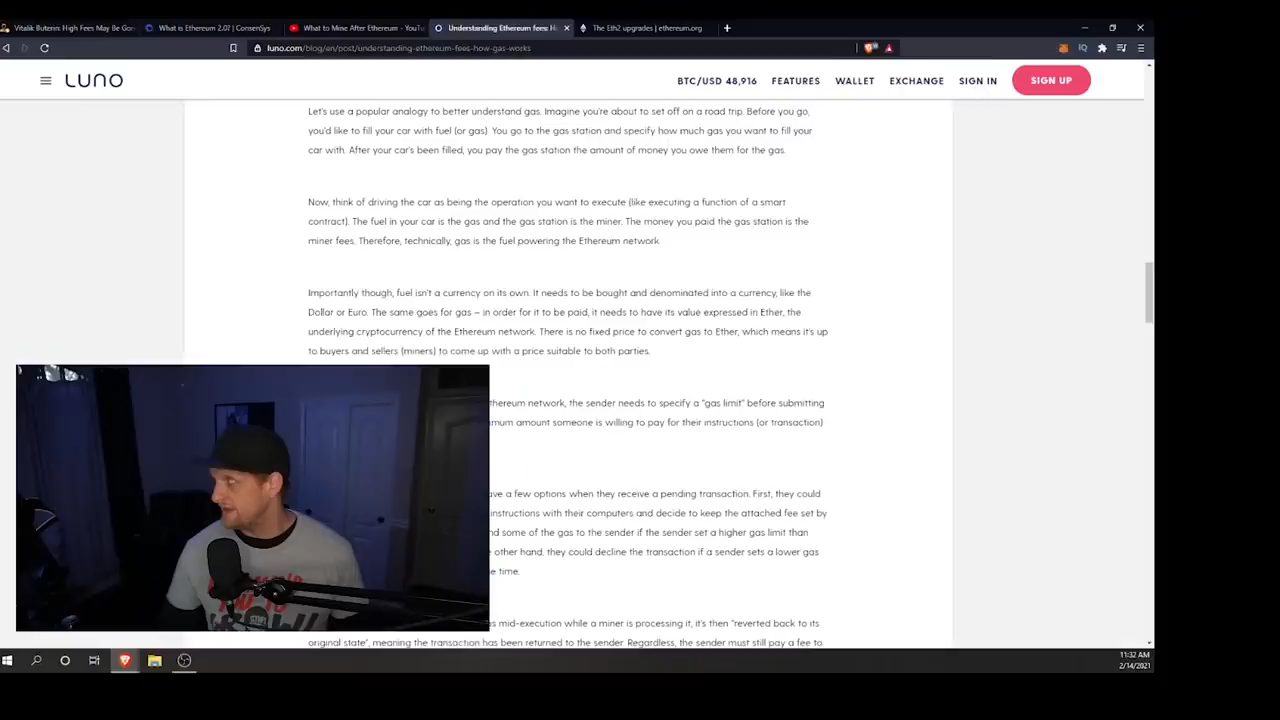 Vitalik Buterin: High Fees May Be
What is Ethereum 2.0? | ConsenSys
What to Mine After Ethereum - YouTu
Understanding Ethereum fees: H
The Eth2 upgrades | ethereum.org
luno.com/blog/en/post/understanding-ethereum-fees-how-gas-works
LUNO
BTC/USD 48,916
FEATURES
WALLET
EXCHANGE
SIGN IN
SIGN UP
Let's use a popular analogy to better understand gas. Imagine you're about to set off on a road trip. Before you go,
you'd like to fill your car with fuel (or gas). You go to the gas station and specify how much gas you want to fill your
car with. After your car's been filled, you pay the gas station the amount of money you owe them for the gas.
Now, think of driving the car as being the operation you want to execute (like executing a function of a smart
contract). The fuel in your car is the gas and the gas station is the miner. The money you paid the gas station is the
miner fees. Therefore, technically, gas is the fuel powering the Ethereum network.
Importantly though, fuel isn't a currency on its own. It needs to be bought and denominated into a currency, like the
Dollar or Euro. The same goes for gas – in order for it to be paid, it needs to have its value expressed in Ether, the
underlying cryptocurrency of the Ethereum network. There is no fixed price to convert gas to Ether, which means it's up
to buyers and sellers (miners) to come up with a price suitable to both parties.
hereum network, the sender needs to specify a "gas limit" before submitting
mum amount someone is willing to pay for their instructions (or transaction)
ave a few options when they receive a pending transaction. First, they could
instructions with their computers and decide to keep the attached fee set by
nd some of the gas to the sender if the sender set a higher gas limit than
other hand, they could decline the transaction if a sender sets a lower gas
e time.
s mid-execution while a miner is processing it, it's then "reverted back to its
original state", meaning the transaction has been returned to the sender. Regardless, the sender must still pay a fee to
11:32 AM
2/14/2021